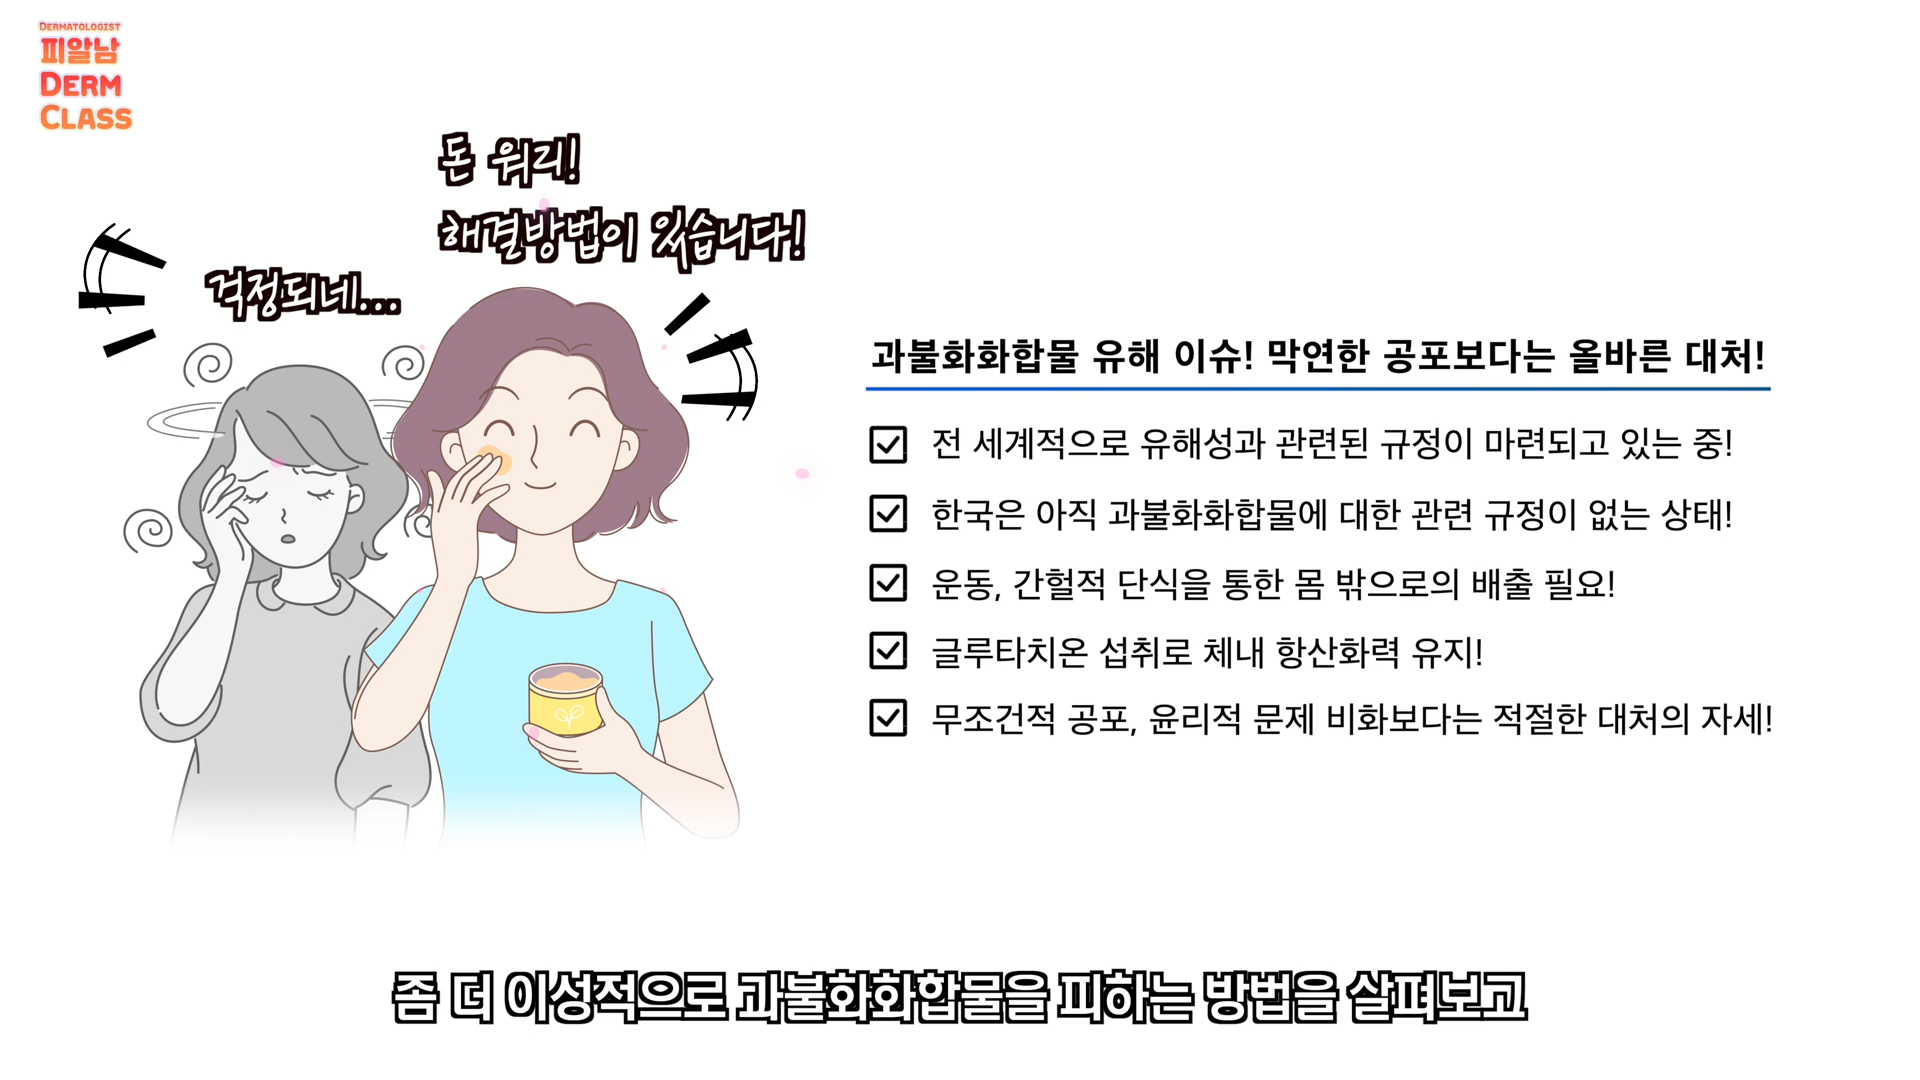 DERMATOLOGIST
피알남
DERM
CLASS
돈 워리!
해결방법이 있습니다!
걱정되네...
과불화화합물 유해 이슈! 막연한 공포보다는 올바른 대처!
전 세계적으로 유해성과 관련된 규정이 마련되고 있는 중!
한국은 아직 과불화화합물에 대한 관련 규정이 없는 상태!
운동, 간헐적 단식을 통한 몸 밖으로의 배출 필요!
글루타치온 섭취로 체내 항산화력 유지!
무조건적 공포, 윤리적 문제 비화보다는 적절한 대처의 자세!
좀 더 이성적으로 과불화화합물을 피하는 방법을 살펴보고